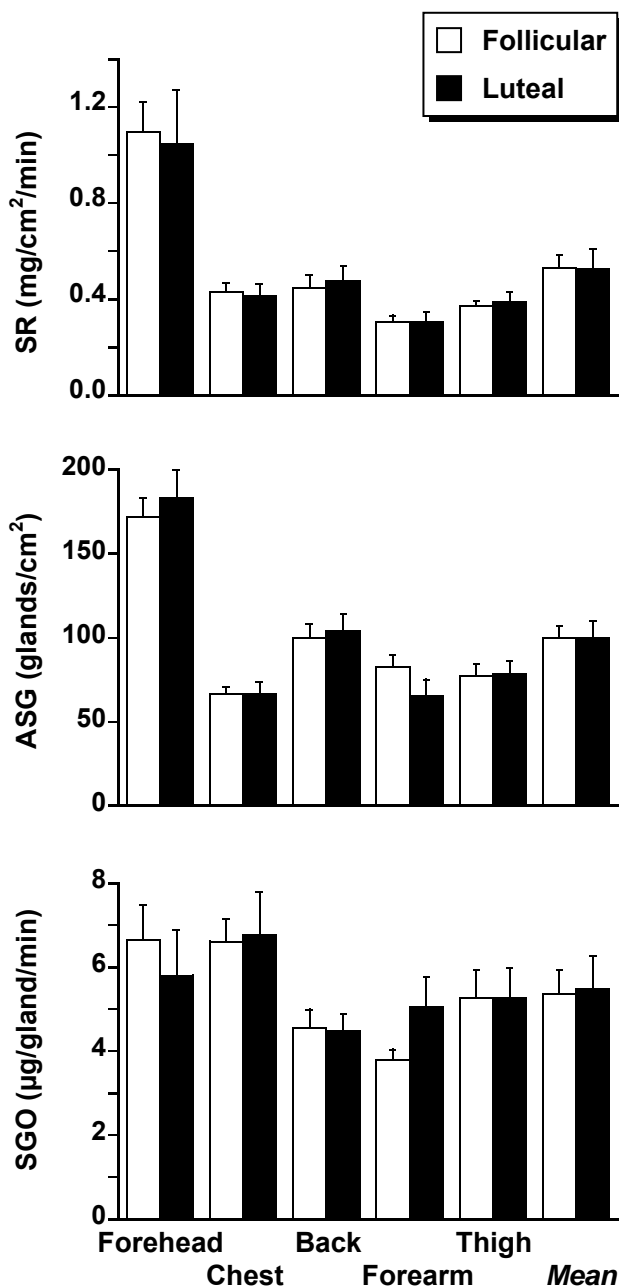 Follicular
Luteal
SR (mg/cm²/min)
1.2
0.8
0.4
0.0
ASG (glands/cm²)
200
150
100
50
0
SGO (µg/gland/min)
8
6
4
2
0
Forehead Back Thigh
Chest Forearm Mean